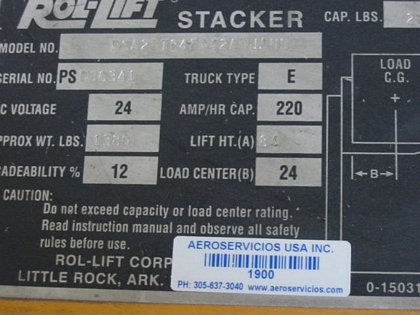 ROL-LIFT STACKER CAP. LBS.
MODEL NO.
SERIAL NO. PS TRUCK TYPE E LOAD C.G.
C VOLTAGE 24 AMP/HR CAP. 220
APPROX WT. LBS. LIFT HT.(A)
RADEABILITY % 12 LOAD CENTER(B) 24 B
CAUTION:
Do not exceed capacity or load center rating.
Read instruction manual and observe all safety
rules before use.
ROL-LIFT CORP
LITTLE ROCK, ARK. 0-15031
AEROSERVICIOS USA INC.
1900
PH: 305-637-3040 www.aeroservicios.com